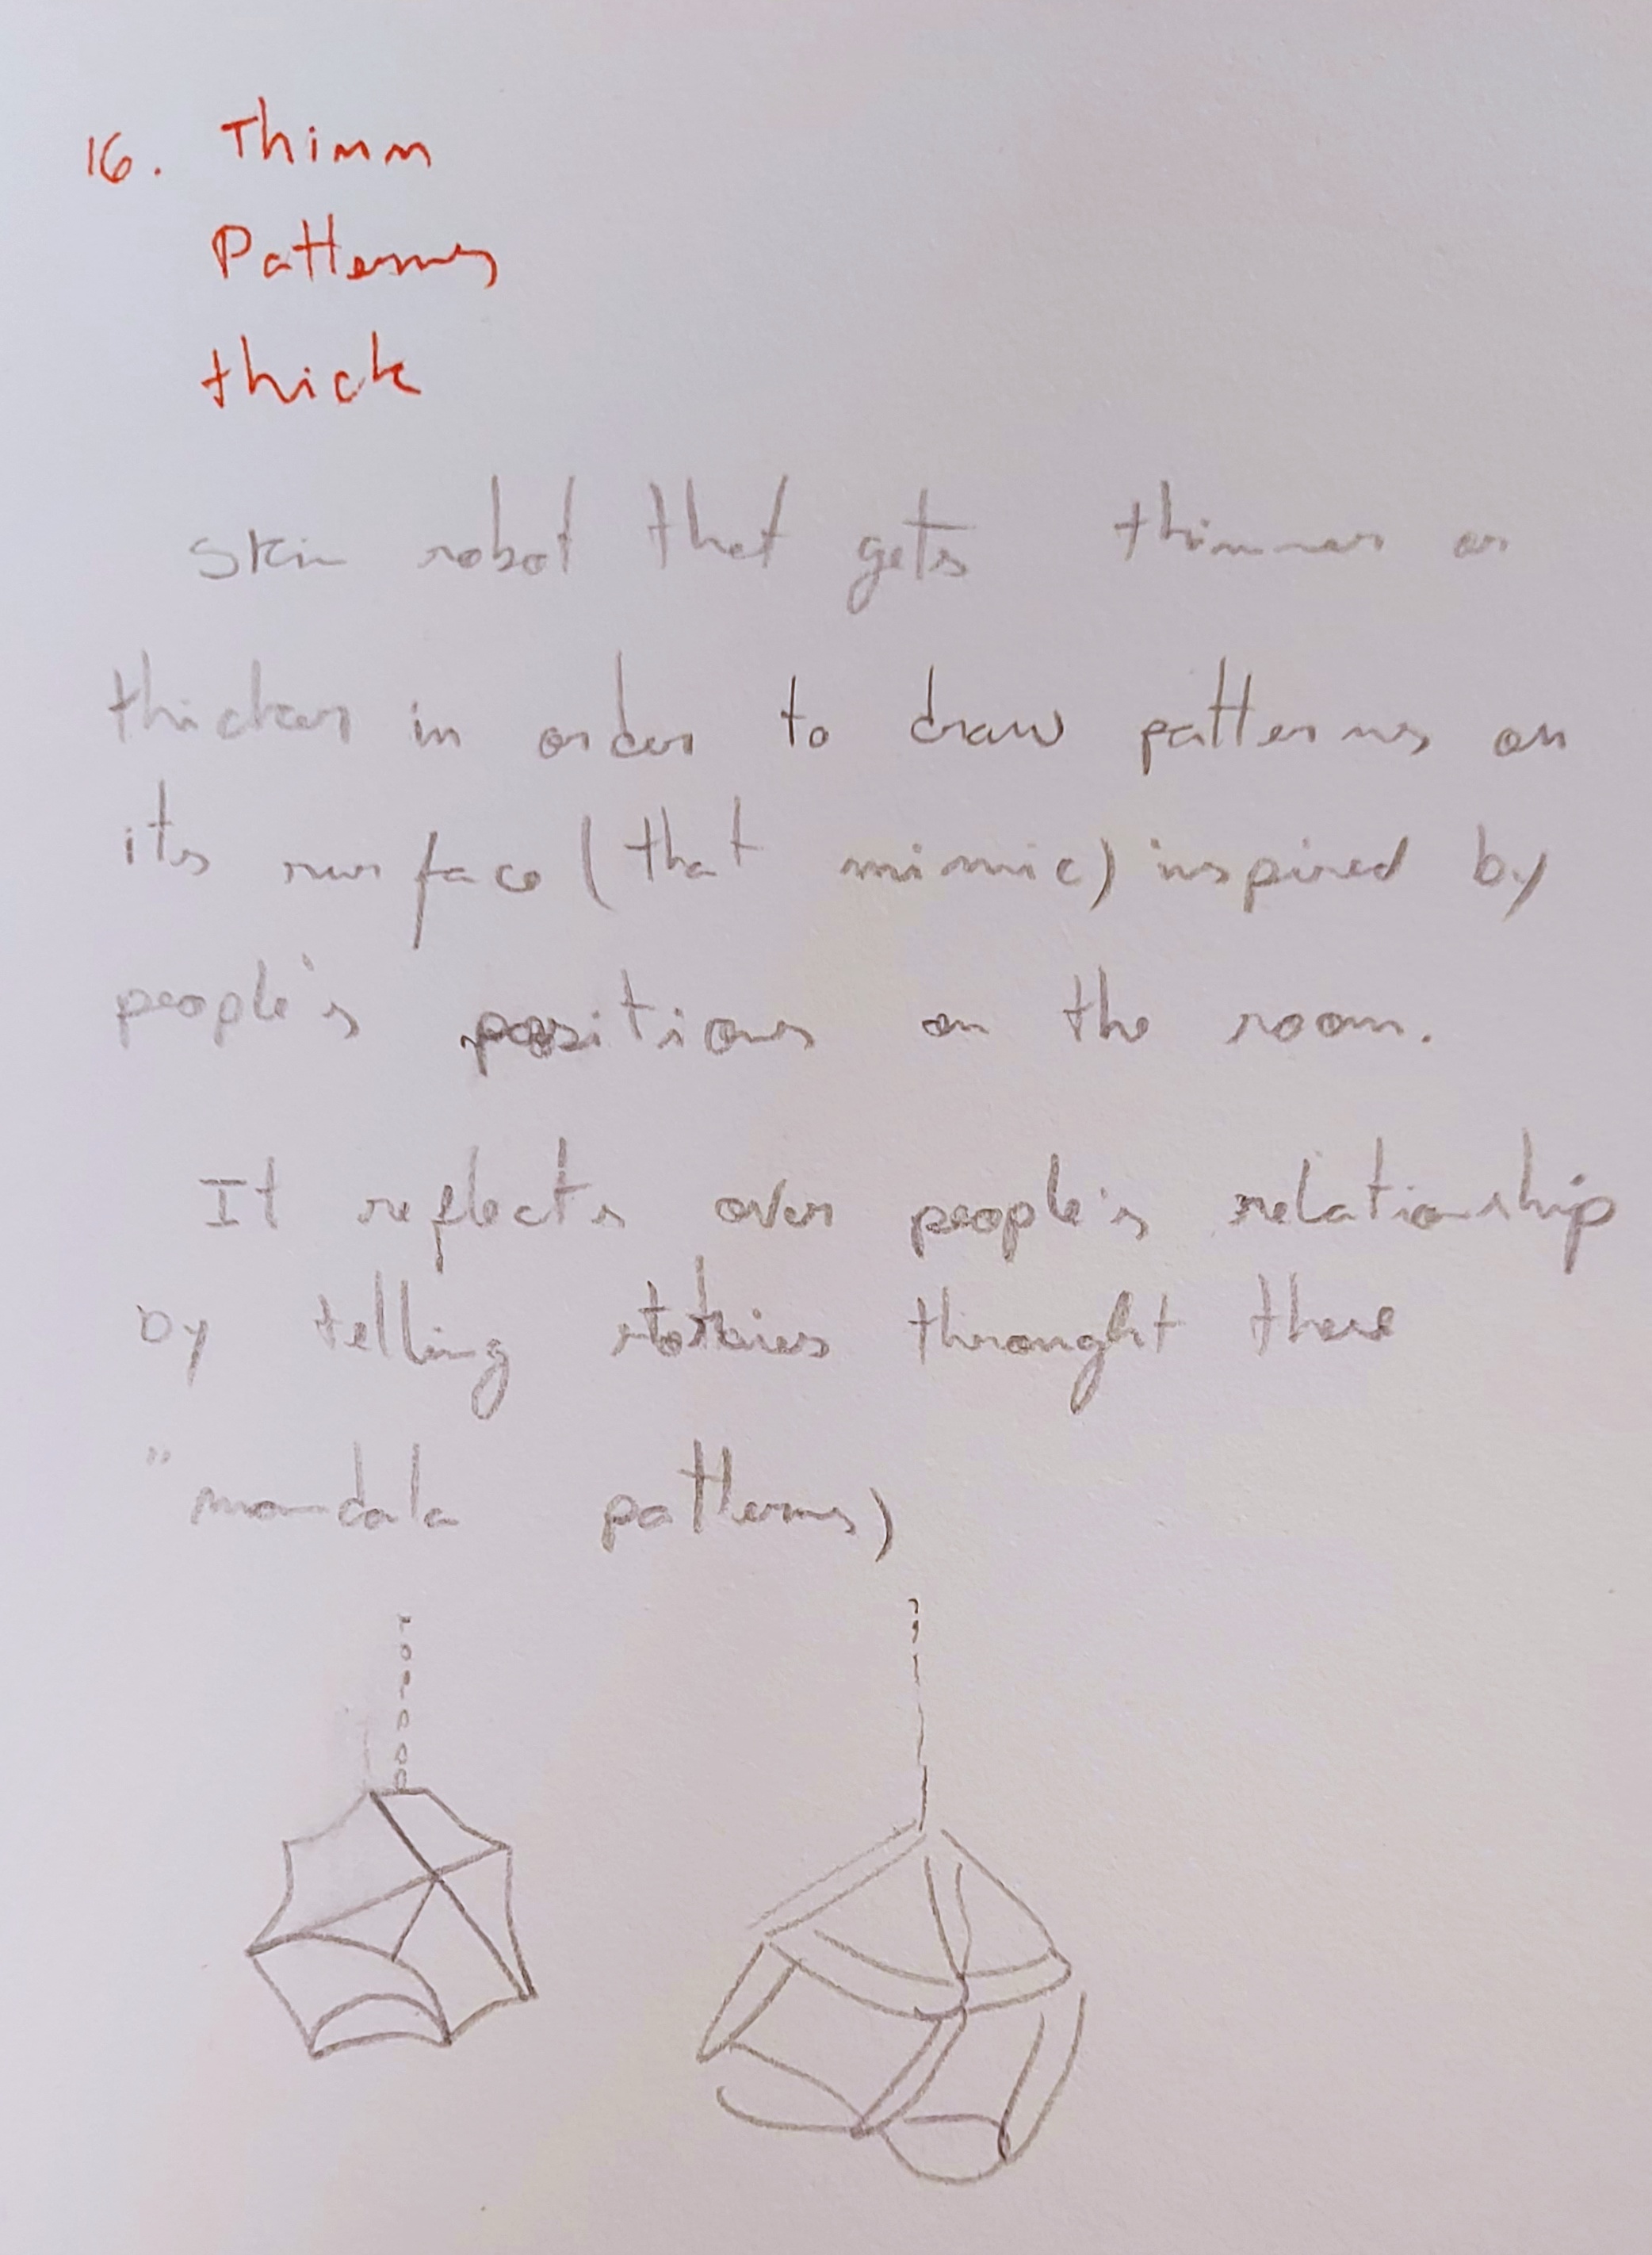 16. Thinn
Patterns
thick
Skin robot that gets thinner or
thicker in order to draw patterns on
its surface (that mimic) inspired by
people's positions on the room.
It reflects over people's relationship
by telling stories throught these
"mandala patterns)